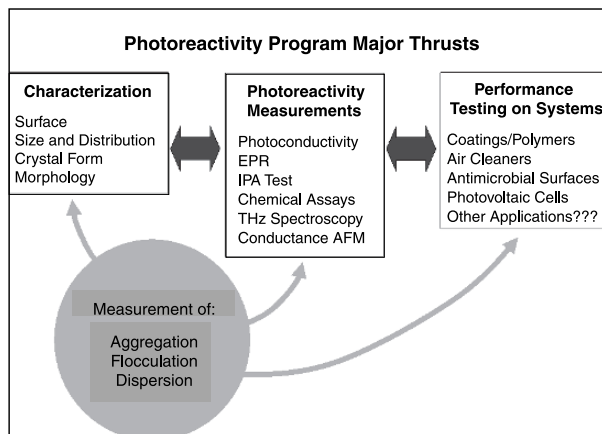 Photoreactivity Program Major Thrusts
Characterization
Surface
Size and Distribution
Crystal Form
Morphology
Photoreactivity
Measurements
Photoconductivity
EPR
IPA Test
Chemical Assays
THz Spectroscopy
Conductance AFM
Performance
Testing on Systems
Coatings/Polymers
Air Cleaners
Antimicrobial Surfaces
Photovoltaic Cells
Other Applications???
Measurement of:
Aggregation
Flocculation
Dispersion